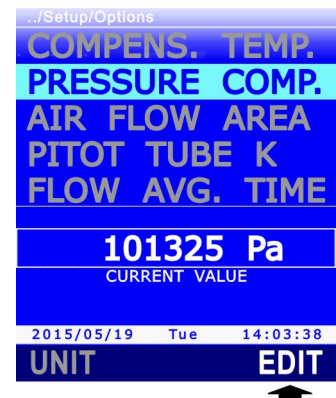 ../Setup/Options
COMPENS. TEMP.
PRESSURE COMP.
AIR FLOW AREA
PITOT TUBE K
FLOW AVG. TIME
101325 Pa
CURRENT VALUE
2015/05/19 Tue 14:03:38
UNIT EDIT